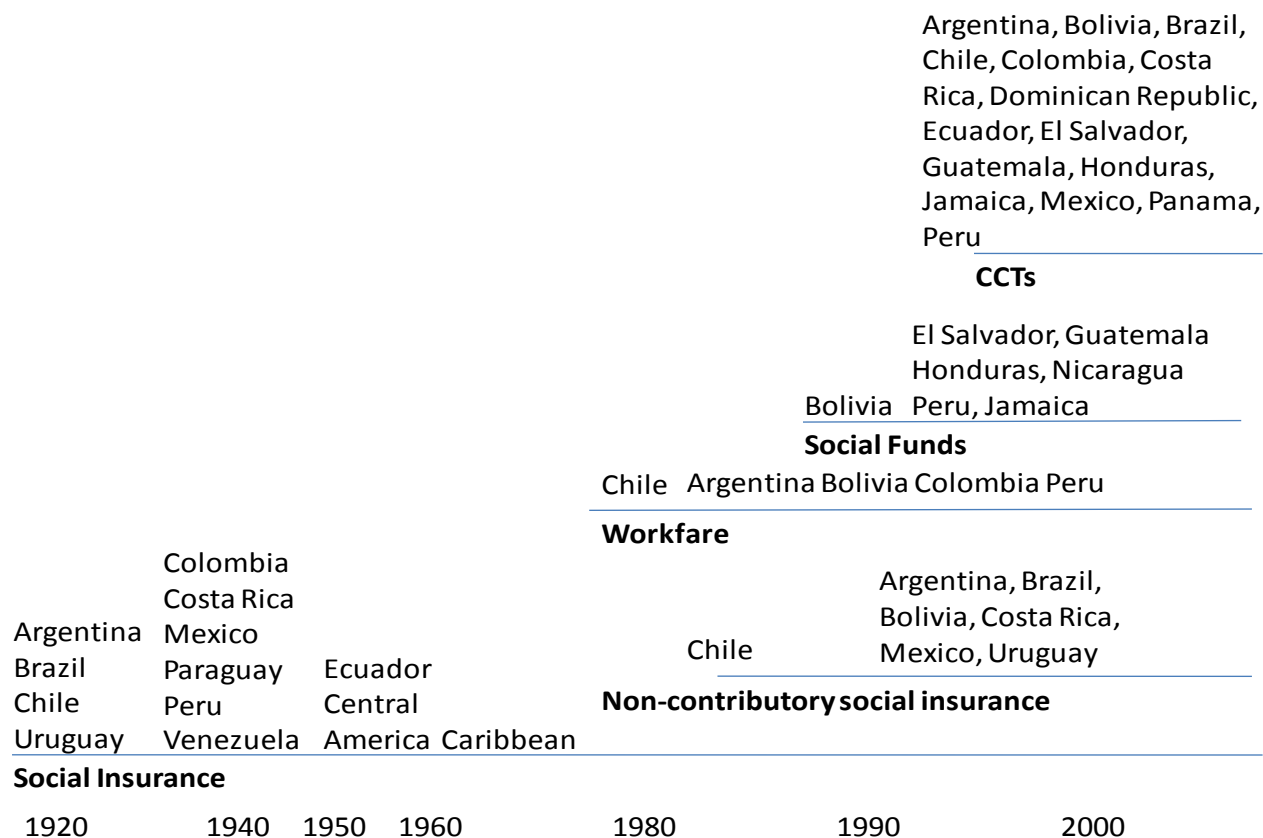 Argentina, Bolivia, Brazil,
Chile, Colombia, Costa
Rica, Dominican Republic,
Ecuador, El Salvador,
Guatemala, Honduras,
Jamaica, Mexico, Panama,
Peru
CCTs
El Salvador, Guatemala
Honduras, Nicaragua
Bolivia Peru, Jamaica
Social Funds
Chile Argentina Bolivia Colombia Peru
Workfare
Argentina, Brazil,
Bolivia, Costa Rica,
Chile Mexico, Uruguay
Non-contributory social insurance
Colombia
Costa Rica
Argentina Mexico
Brazil Paraguay Ecuador
Chile Peru Central
Uruguay Venezuela America Caribbean
Social Insurance
1920 1940 1950 1960 1980 1990 2000